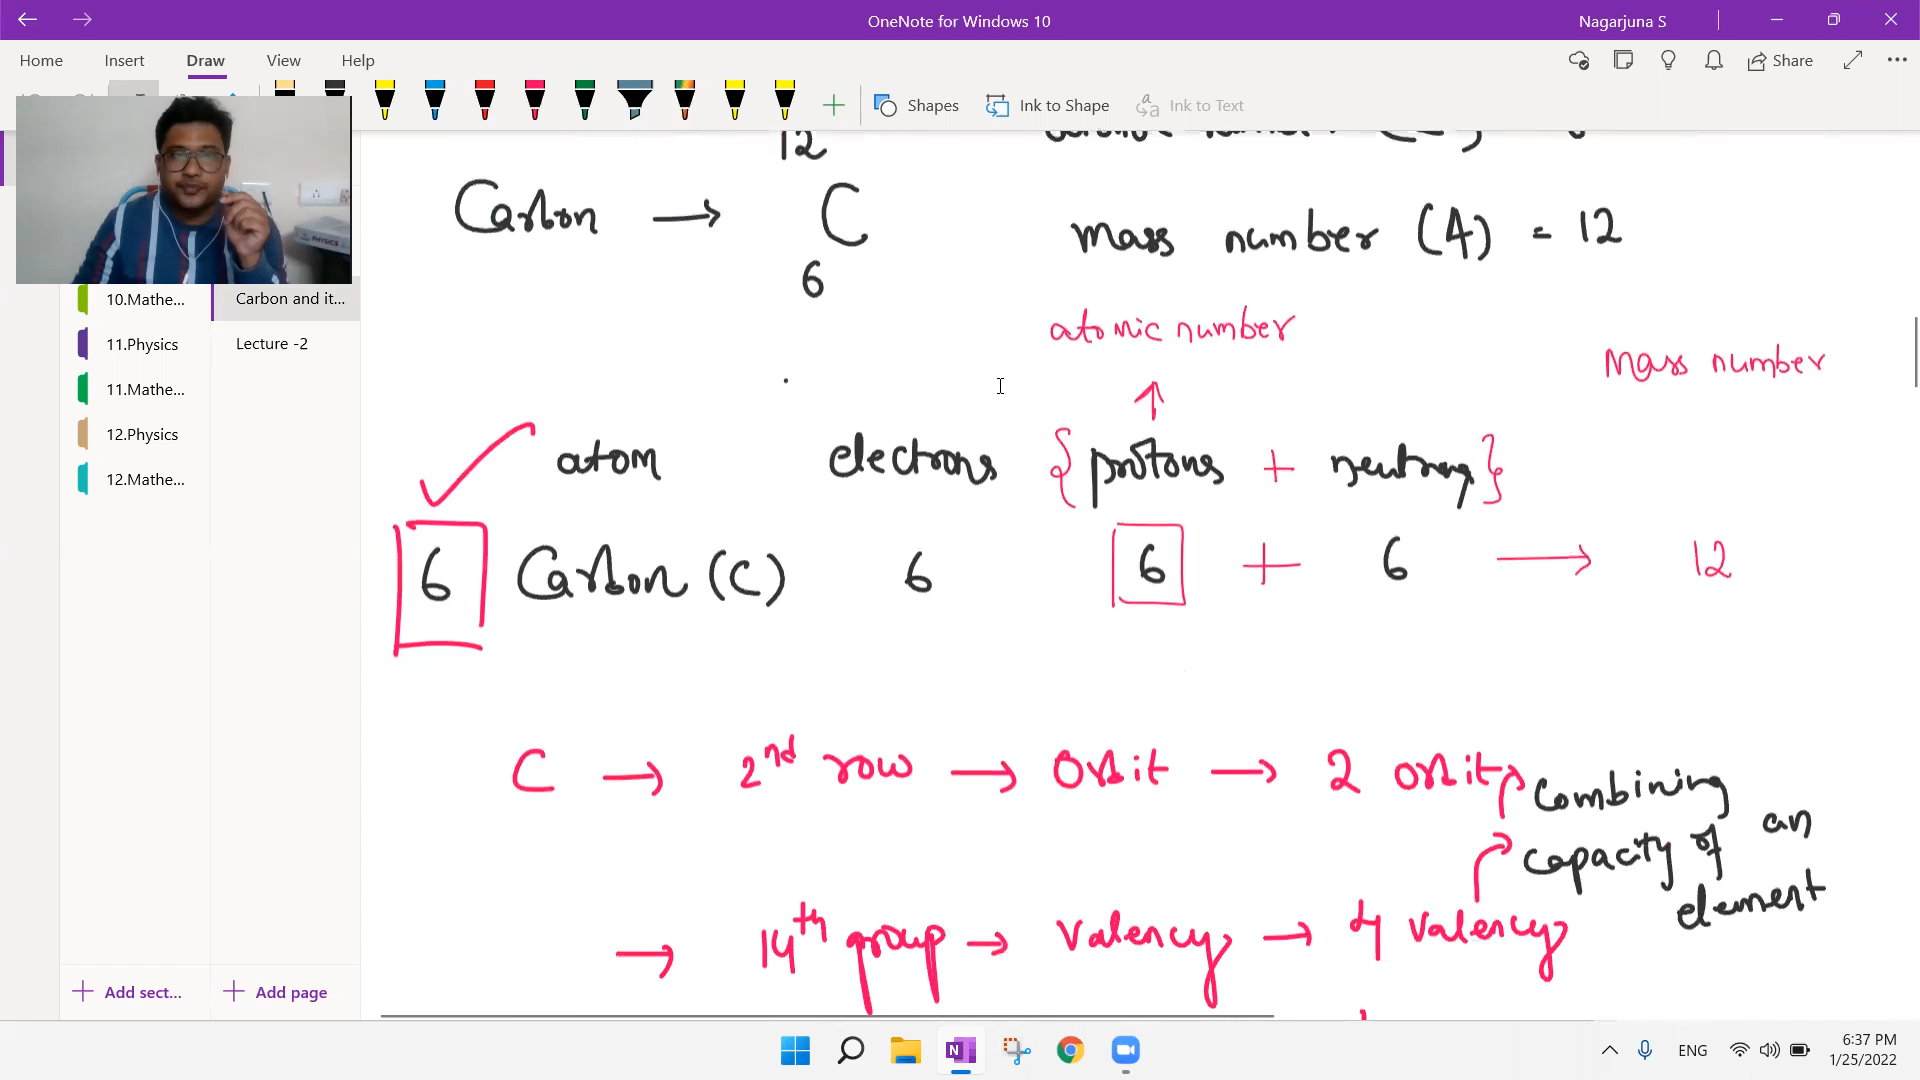 OneNote for Windows 10
Nagarjuna S
Home Insert Draw View Help
Share
Shapes Ink to Shape Ink to Text
12
Carbon → C
6
mass number (A) = 12
atomic number
Mass number
atom electrons {protons + neutrons}
6 Carbon (C) 6 6 + 6 → 12
C → 2nd row → Orbit → 2 orbit
combining
capacity of an
element
→ 14th group → Valency → 4 Valency
PHYSICS
10.Mathe...
11.Physics
11.Mathe...
12.Physics
12.Mathe...
Carbon and it...
Lecture -2
Add sect...
Add page
ENG
6:37 PM
1/25/2022